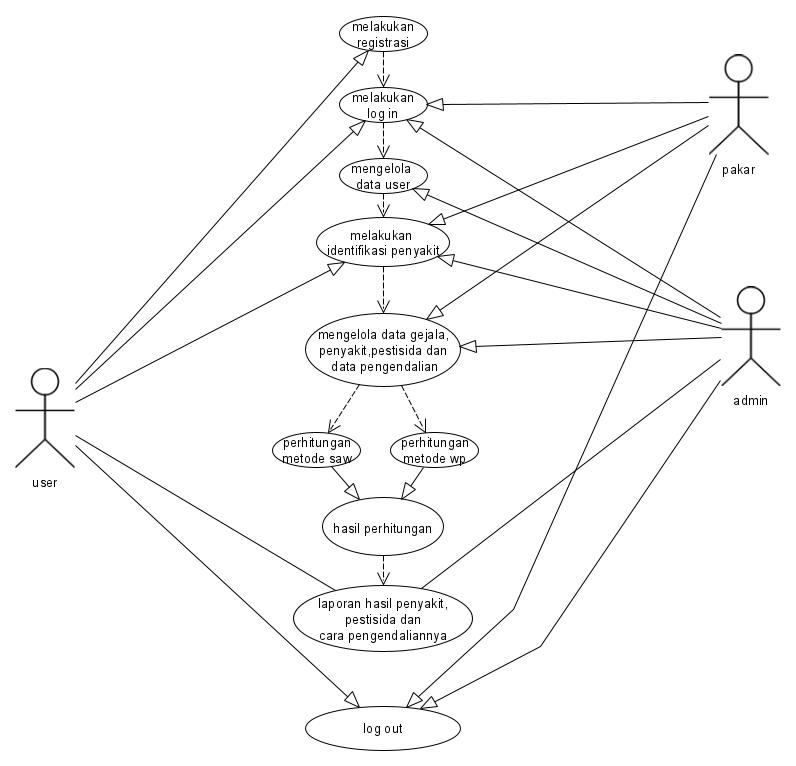 melakukan
registrasi
melakukan
log in
pakar
mengelola
data user
melakukan
identifikasi penyakit
mengelola data gejala,
penyakit,pestisida dan
data pengendalian
admin
user
perhitungan
metode saw
perhitungan
metode wp
hasil perhitungan
laporan hasil penyakit,
pestisida dan
cara pengendaliannya
log out